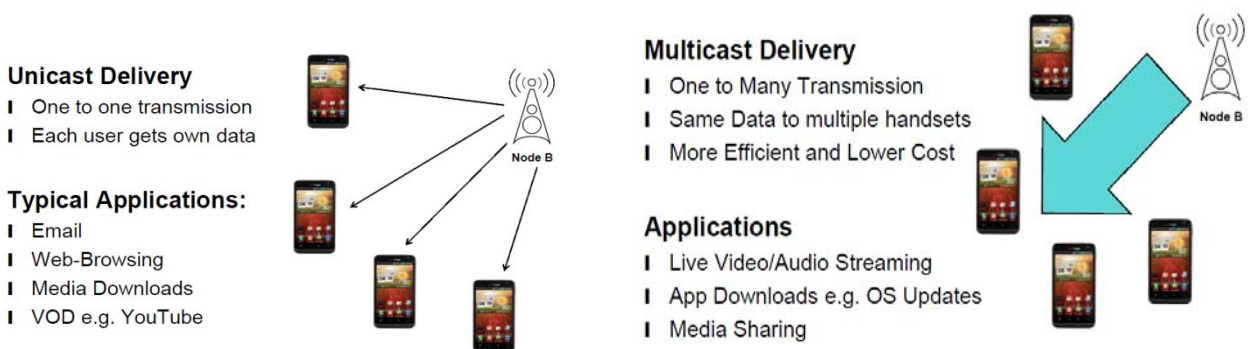 Unicast Delivery
One to one transmission
Each user gets own data
Typical Applications:
Email
Web-Browsing
Media Downloads
VOD e.g. YouTube
Node B
Multicast Delivery
One to Many Transmission
Same Data to multiple handsets
More Efficient and Lower Cost
Applications
Live Video/Audio Streaming
App Downloads e.g. OS Updates
Media Sharing
Node B